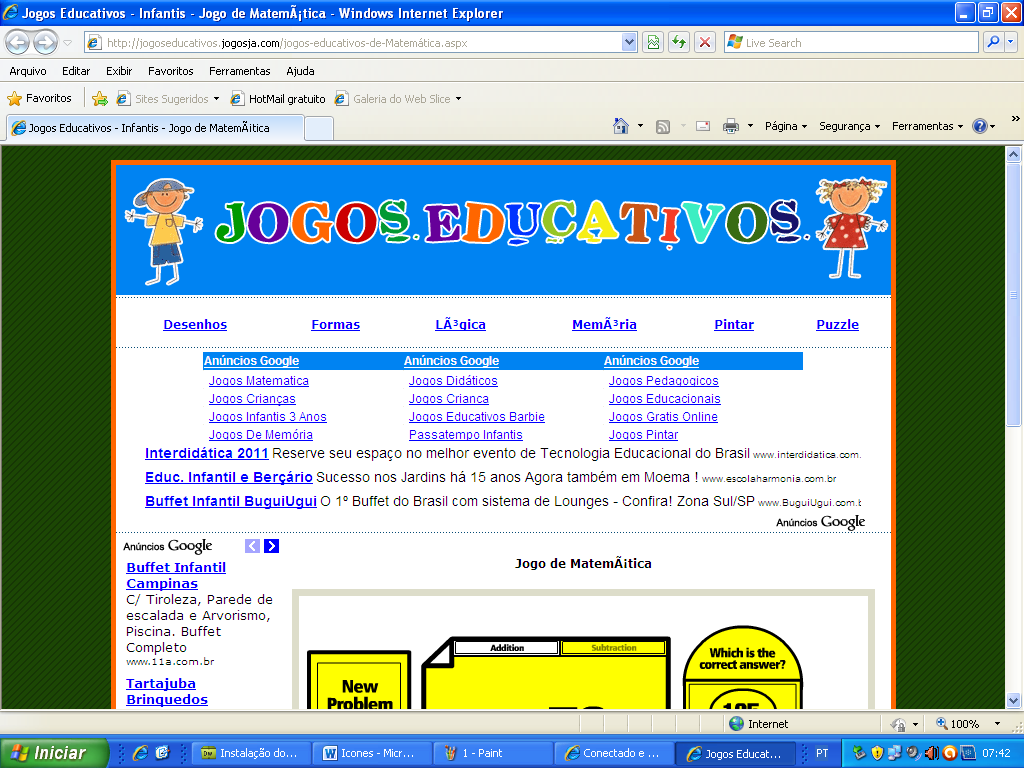 Jogos Educativos - Infantis - Jogo de MatemÃ¡tica - Windows Internet Explorer
http://jogoseducativos.jogosja.com/jogos-educativos-de-Matemática.aspx
Live Search
Arquivo Editar Exibir Favoritos Ferramentas Ajuda
Favoritos Sites Sugeridos HotMail gratuito Galeria do Web Slice
Jogos Educativos - Infantis - Jogo de MatemÃ¡tica
Página Segurança Ferramentas »
JOGOS EDUCATIVOS
Desenhos Formas LÃ³gica MemÃ³ria Pintar Puzzle
Anúncios Google Anúncios Google Anúncios Google
Jogos Matematica Jogos Didáticos Jogos Pedagogicos
Jogos Crianças Jogos Crianca Jogos Educacionais
Jogos Infantis 3 Anos Jogos Educativos Barbie Jogos Gratis Online
Jogos De Memória Passatempo Infantis Jogos Pintar
Interdidática 2011 Reserve seu espaço no melhor evento de Tecnologia Educacional do Brasil www.interdidatica.com.
Educ. Infantil e Berçário Sucesso nos Jardins há 15 anos Agora também em Moema ! www.escolaharmonia.com.br
Buffet Infantil BuguiUgui O 1º Buffet do Brasil com sistema de Lounges - Confira! Zona Sul/SP www.BuguiUgui.com.b
Anúncios Google
Anúncios Google
Buffet Infantil
Campinas
C/ Tiroleza, Parede de
escalada e Arvorismo,
Piscina. Buffet
Completo
www.11a.com.br
Tartajuba
Brinquedos
Jogo de MatemÃ¡tica
Addition Subtraction
New
Problem
Which is the
correct answer?
Internet 100%
Iniciar Instalação do... Icones - Micr... 1 - Paint Conectado e ... Jogos Educat... PT 07:42